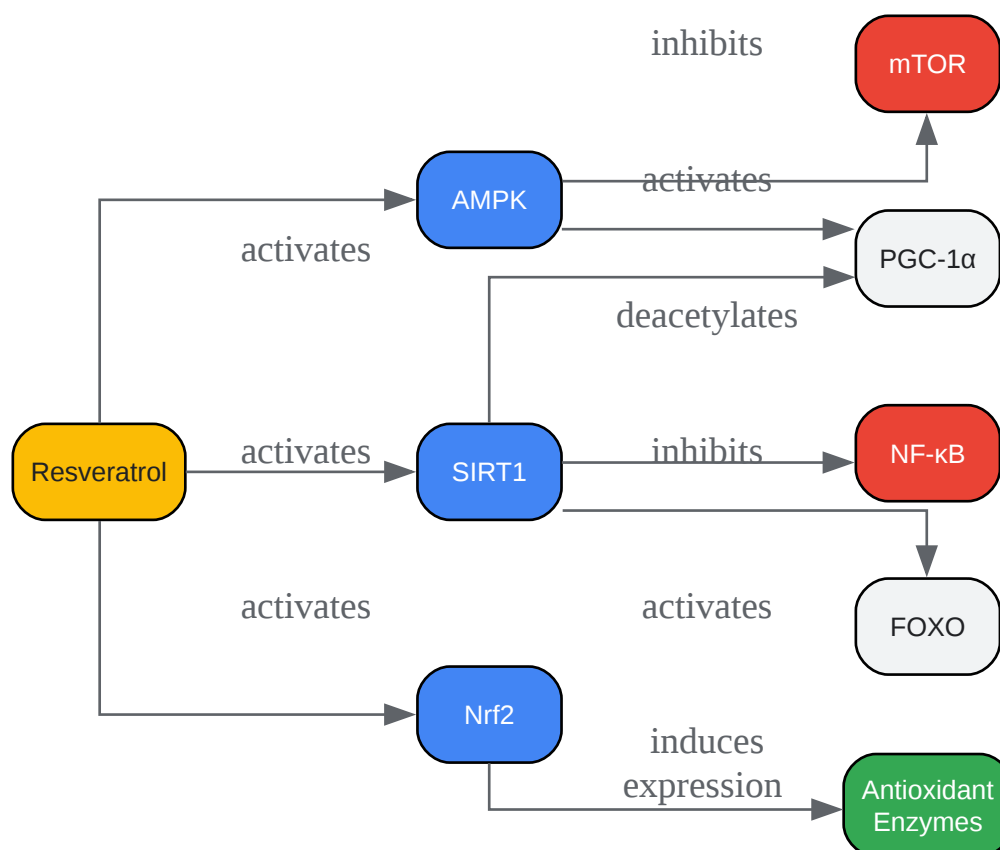 inhibits
mTOR
activates
AMPK
activates
PGC-1α
deacetylates
Resveratrol
activates
SIRT1
inhibits
NF-κB
activates
activates
FOXO
Nrf2
induces
expression
Antioxidant
Enzymes